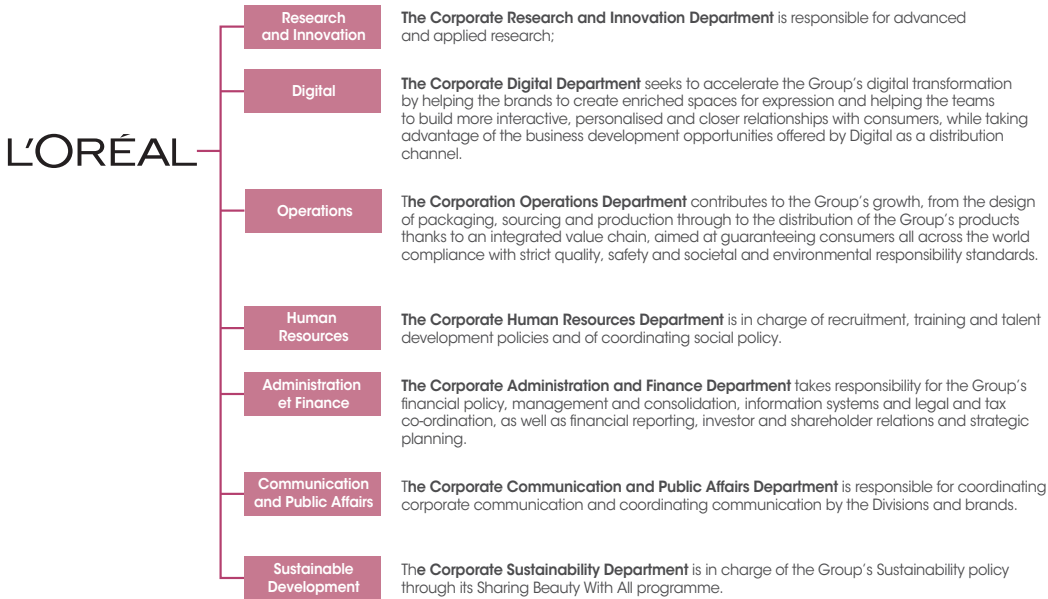 L'ORÉAL
Research
and Innovation
The Corporate Research and Innovation Department is responsible for advanced
and applied research;
Digital
The Corporate Digital Department seeks to accelerate the Group's digital transformation
by helping the brands to create enriched spaces for expression and helping the teams
to build more interactive, personalised and closer relationships with consumers, while taking
advantage of the business development opportunities offered by Digital as a distribution
channel.
Operations
The Corporation Operations Department contributes to the Group's growth, from the design
of packaging, sourcing and production through to the distribution of the Group's products
thanks to an integrated value chain, aimed at guaranteeing consumers all across the world
compliance with strict quality, safety and societal and environmental responsibility standards.
Human
Resources
The Corporate Human Resources Department is in charge of recruitment, training and talent
development policies and of coordinating social policy.
Administration
et Finance
The Corporate Administration and Finance Department takes responsibility for the Group's
financial policy, management and consolidation, information systems and legal and tax
co-ordination, as well as financial reporting, investor and shareholder relations and strategic
planning.
Communication
and Public Affairs
The Corporate Communication and Public Affairs Department is responsible for coordinating
corporate communication and coordinating communication by the Divisions and brands.
Sustainable
Development
The Corporate Sustainability Department is in charge of the Group's Sustainability policy
through its Sharing Beauty With All programme.